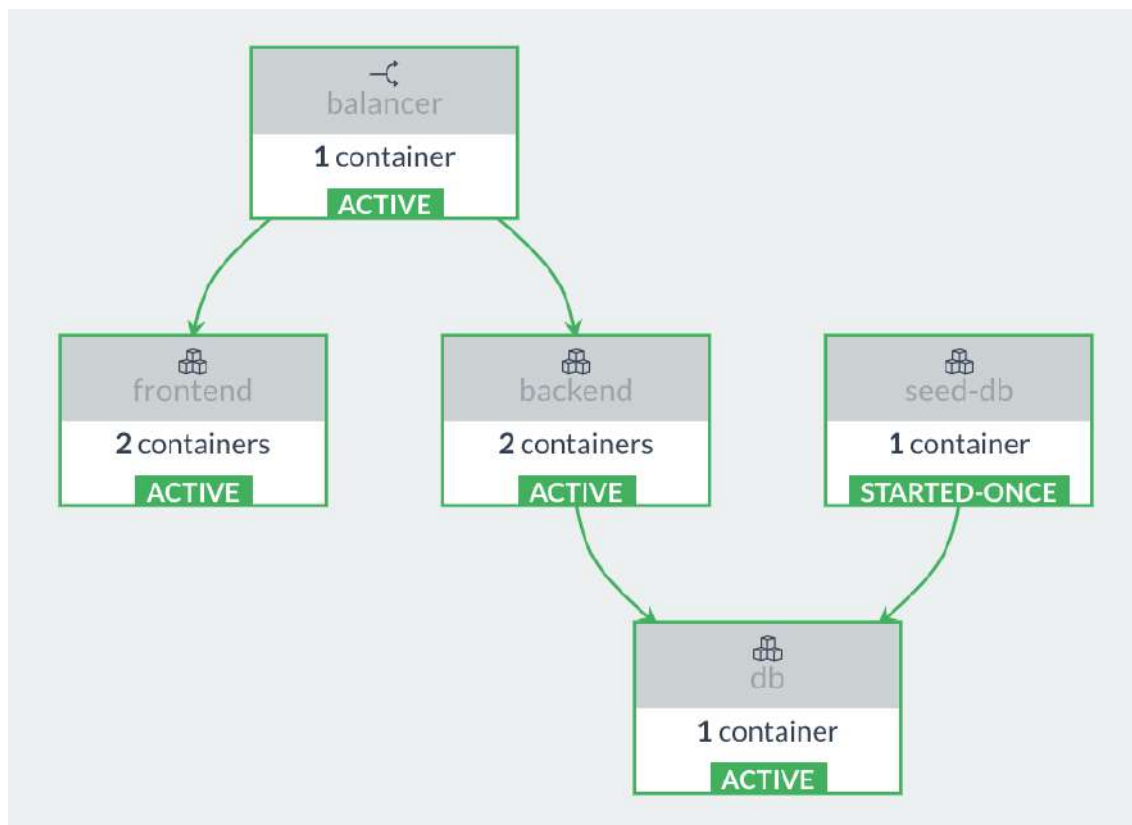 balancer
1 container
ACTIVE
frontend
2 containers
ACTIVE
backend
2 containers
ACTIVE
seed-db
1 container
STARTED-ONCE
db
1 container
ACTIVE